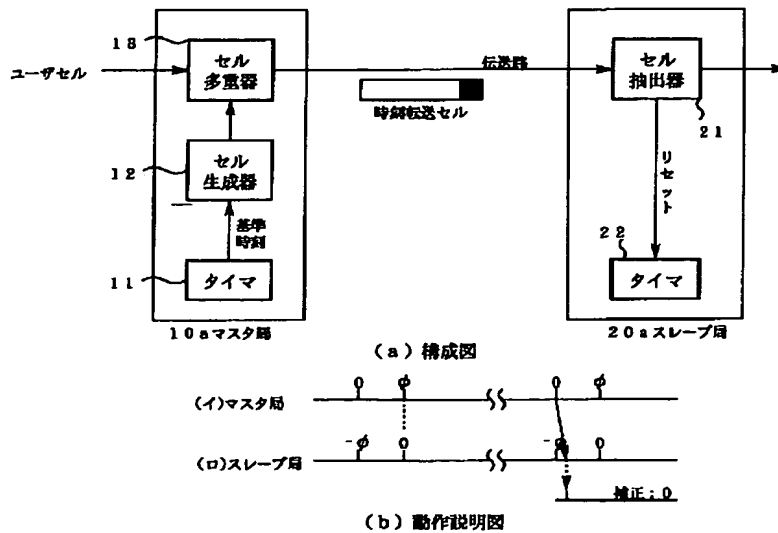 13
ユーザセル
セル
多重器
伝送路
時刻転送セル
セル
抽出器
21
12
セル
生成器
リセット
基準
時刻
22
11
タイマ
タイマ
10aマスタ局
20aスレーブ局
(a)構成図
0 φ 0 φ
(イ)マスタ局
-φ 0 -φ 0
(ロ)スレーブ局
補正:0
(b)動作説明図